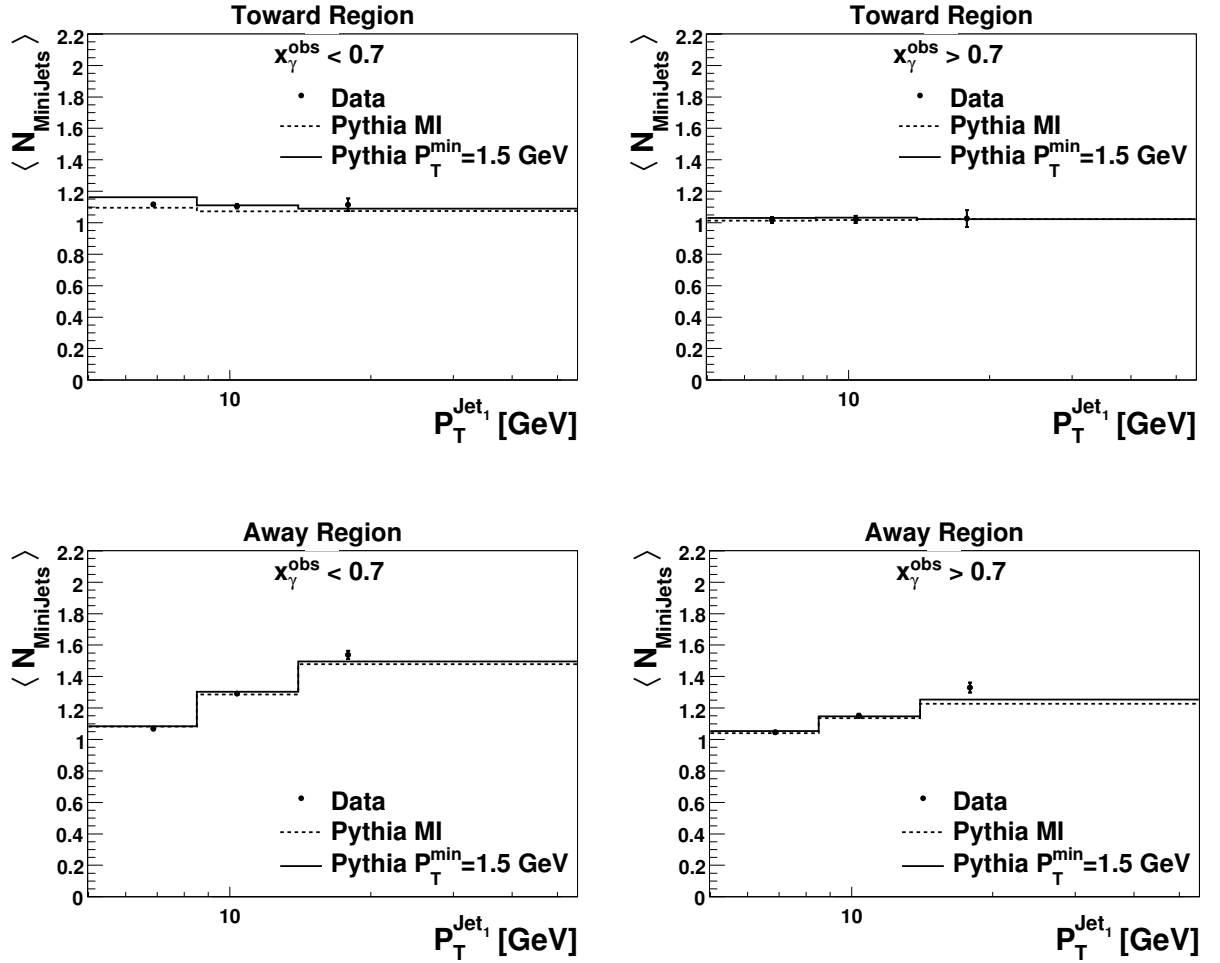 Toward Region
⟨ N_MiniJets ⟩
2.2
2
1.8
1.6
1.4
1.2
1
0.8
0.6
0.4
0.2
0
x_γ^obs < 0.7
Data
Pythia MI
Pythia P_T^min=1.5 GeV
10
P_T^Jet₁ [GeV]
Toward Region
⟨ N_MiniJets ⟩
2.2
2
1.8
1.6
1.4
1.2
1
0.8
0.6
0.4
0.2
0
x_γ^obs > 0.7
Data
Pythia MI
Pythia P_T^min=1.5 GeV
10
P_T^Jet₁ [GeV]
Away Region
⟨ N_MiniJets ⟩
2.2
2
1.8
1.6
1.4
1.2
1
0.8
0.6
0.4
0.2
0
x_γ^obs < 0.7
Data
Pythia MI
Pythia P_T^min=1.5 GeV
10
P_T^Jet₁ [GeV]
Away Region
⟨ N_MiniJets ⟩
2.2
2
1.8
1.6
1.4
1.2
1
0.8
0.6
0.4
0.2
0
x_γ^obs > 0.7
Data
Pythia MI
Pythia P_T^min=1.5 GeV
10
P_T^Jet₁ [GeV]